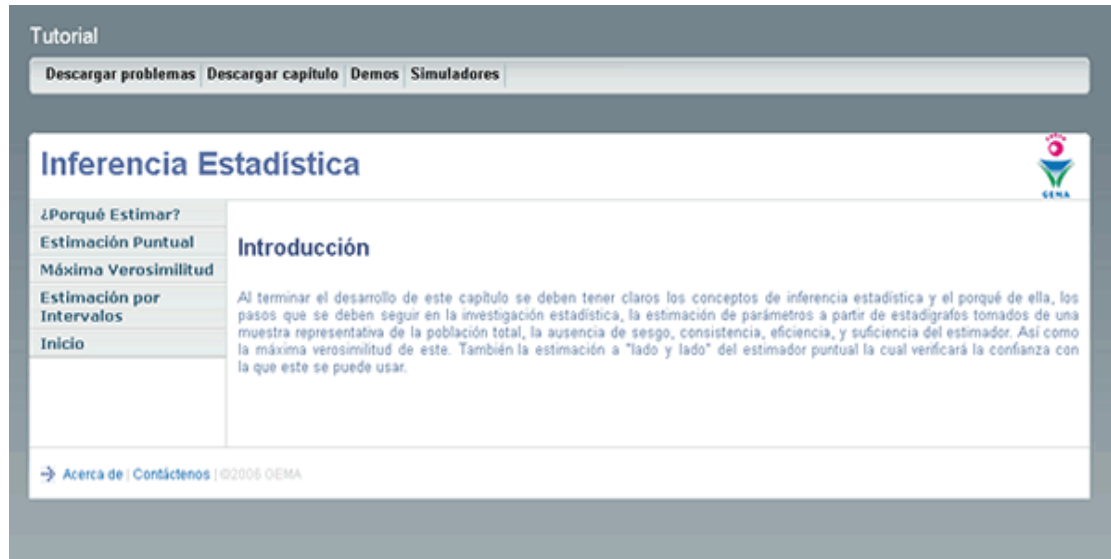 Tutorial
Descargar problemas Descargar capítulo Demos Simuladores
Inferencia Estadística
GEMA
¿Porqué Estimar?
Estimación Puntual
Máxima Verosimilitud
Estimación por
Intervalos
Inicio
Introducción
Al terminar el desarrollo de este capítulo se deben tener claros los conceptos de inferencia estadística y el porqué de ella, los
pasos que se deben seguir en la investigación estadística, la estimación de parámetros a partir de estadígrafos tomados de una
muestra representativa de la población total, la ausencia de sesgo, consistencia, eficiencia, y suficiencia del estimador. Así como
la máxima verosimilitud de este. También la estimación a "lado y lado" del estimador puntual la cual verificará la confianza con
la que este se puede usar.
Acerca de | Contáctenos | ©2006 GEMA